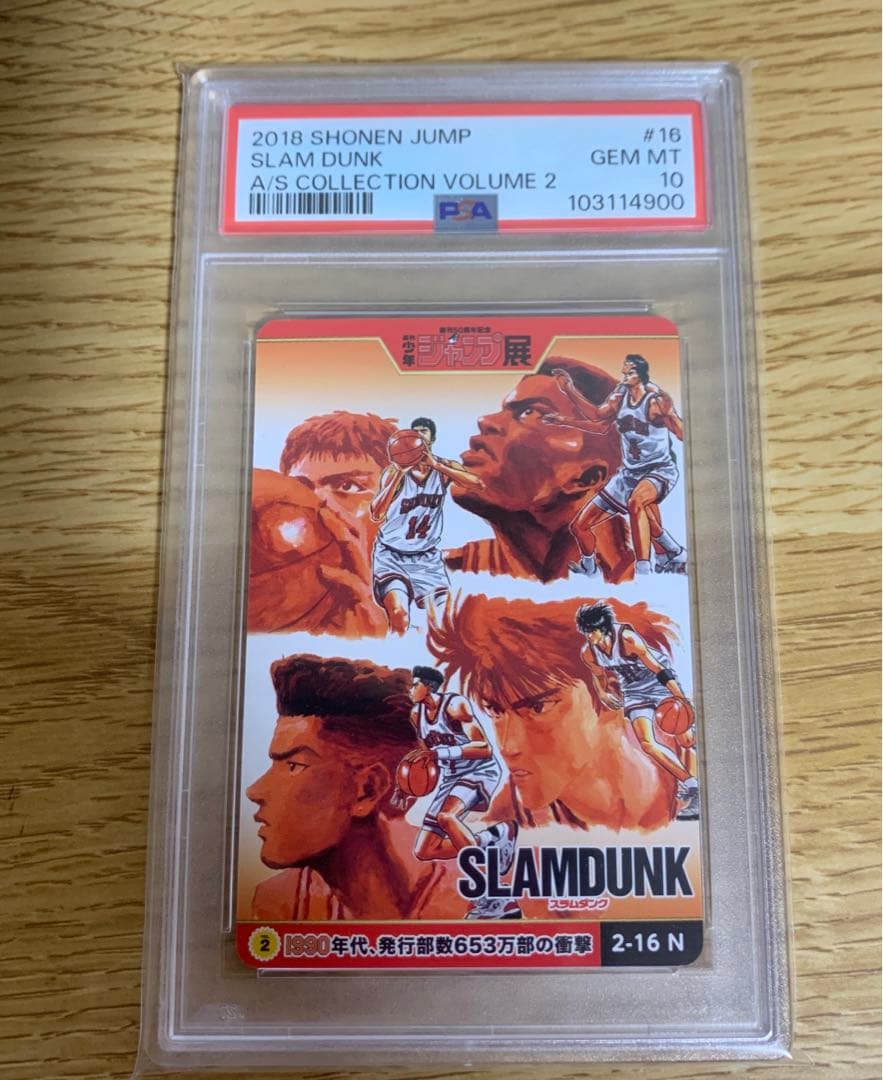 2018 SHONEN JUMP #16
SLAM DUNK GEM MT
A/S COLLECTION VOLUME 2 10
PSA 103114900
創刊50周年記念
週刊少年ジャンプ展
14
4
SLAMDUNK
スラムダンク
2 1990年代、発行部数653万部の衝撃 2-16 N